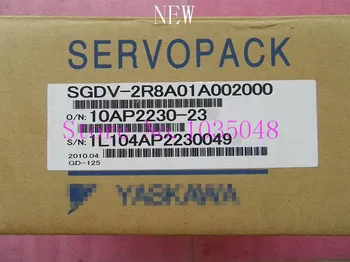 NEW
SERVOPACK
SGDV-2R8A01A002000
O/N: 10AP2230-23
S/N: 1L104AP2230049
2010.04
GD-125
YASKAWA